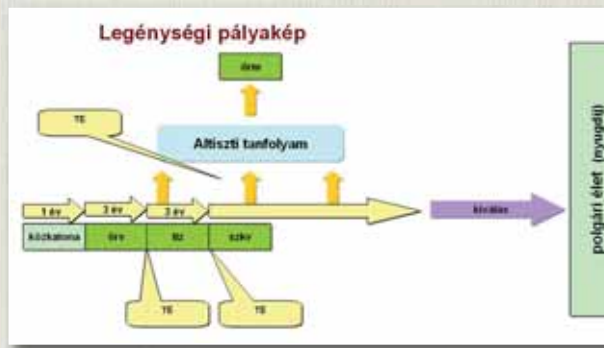 Legénységi pályakép
őrm
TE
Altiszti tanfolyam
1 év
3 év
3 év
kiválás
közkatona
őrv
tiz
szkv
TE
TE
polgári élet (nyugdíj)